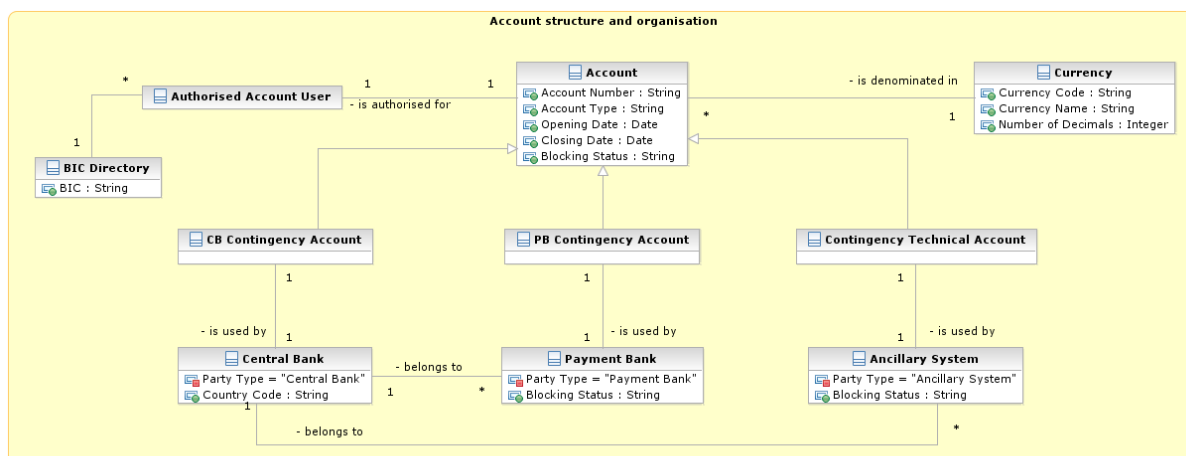 Account structure and organisation
Account
Account Number : String
Account Type : String
Opening Date : Date
Closing Date : Date
Blocking Status : String
Currency
Currency Code : String
Currency Name : String
Number of Decimals : Integer
Authorised Account User
BIC Directory
BIC : String
*
1
1
- is authorised for
1
- is denominated in
*
1
CB Contingency Account
PB Contingency Account
Contingency Technical Account
1
1
1
- is used by
1
- is used by
1
- is used by
1
Central Bank
Party Type = "Central Bank"
Country Code : String
- belongs to
1
*
Payment Bank
Party Type = "Payment Bank"
Blocking Status : String
Ancillary System
Party Type = "Ancillary System"
Blocking Status : String
1
- belongs to
*